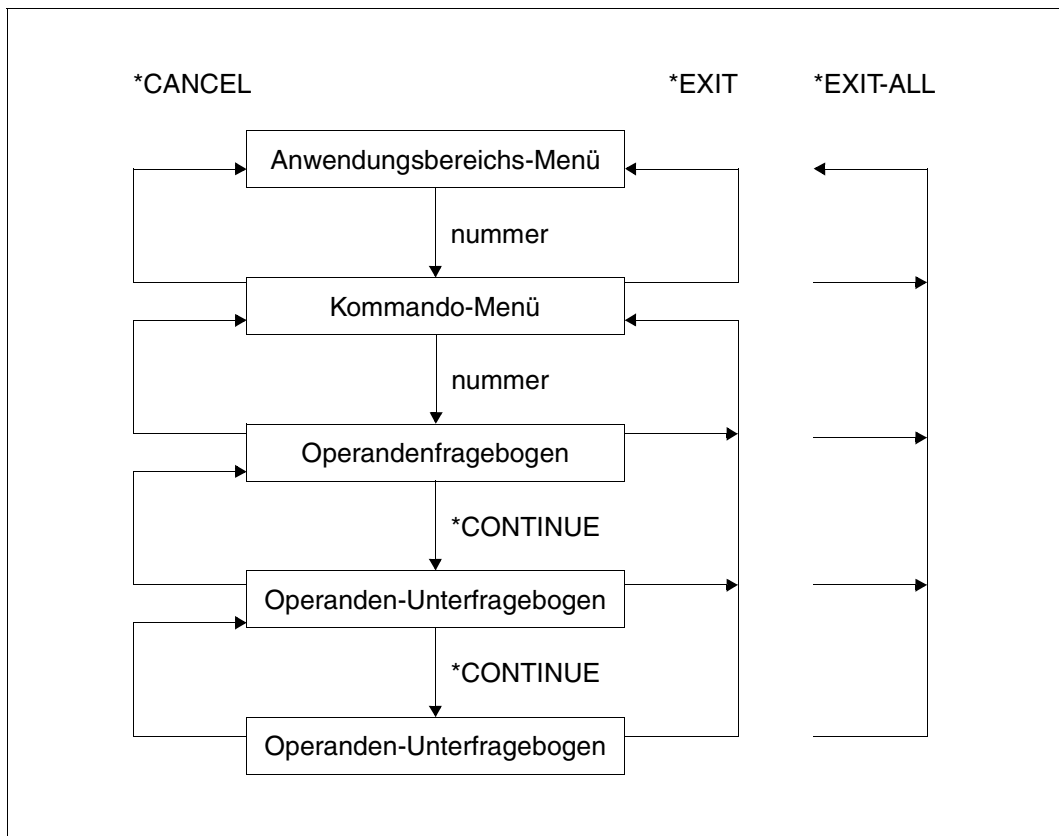 *CANCEL *EXIT *EXIT-ALL
Anwendungsbereichs-Menü
nummer
Kommando-Menü
nummer
Operandenfragebogen
*CONTINUE
Operanden-Unterfragebogen
*CONTINUE
Operanden-Unterfragebogen